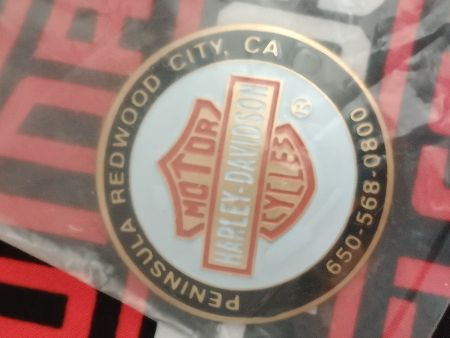 PENINSULA REDWOOD CITY, CA
650-568-0800
MOTOR
HARLEY-DAVIDSON
®
CYCLES